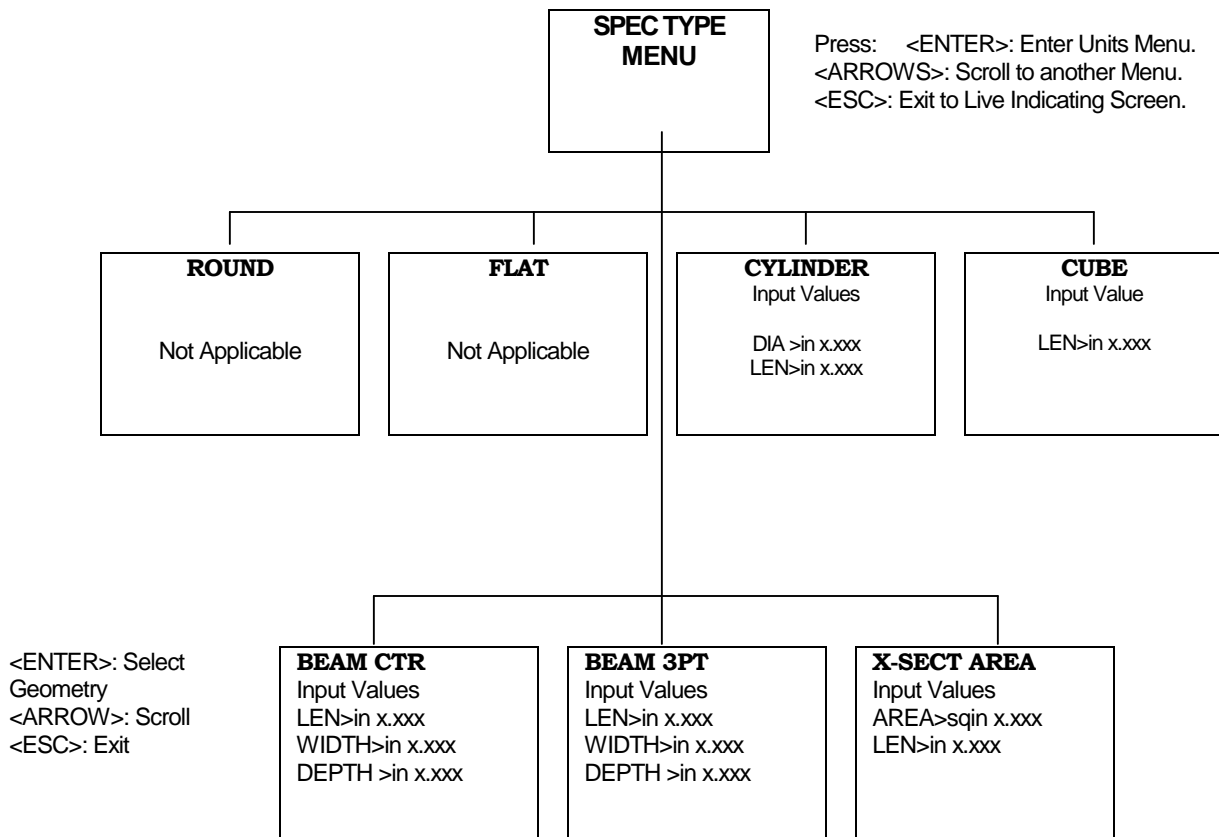 SPEC TYPE
MENU
Press: <ENTER>: Enter Units Menu.
<ARROWS>: Scroll to another Menu.
<ESC>: Exit to Live Indicating Screen.
ROUND
Not Applicable
FLAT
Not Applicable
CYLINDER
Input Values
DIA >in x.xxx
LEN>in x.xxx
CUBE
Input Value
LEN>in x.xxx
<ENTER>: Select
Geometry
<ARROW>: Scroll
<ESC>: Exit
BEAM CTR
Input Values
LEN>in x.xxx
WIDTH>in x.xxx
DEPTH >in x.xxx
BEAM 3PT
Input Values
LEN>in x.xxx
WIDTH>in x.xxx
DEPTH >in x.xxx
X-SECT AREA
Input Values
AREA>sqin x.xxx
LEN>in x.xxx